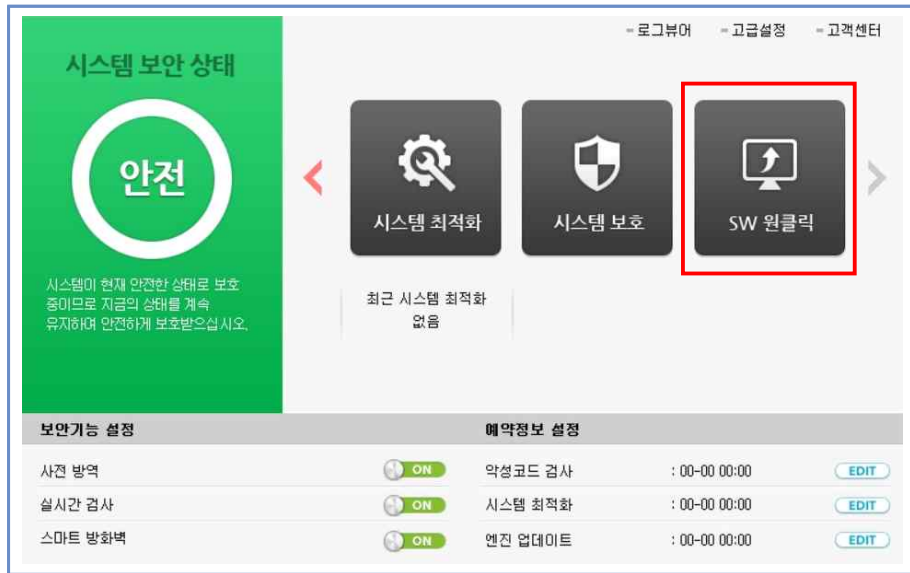 로그뷰어 고급설정 고객센터
시스템 보안 상태
안전
시스템이 현재 안전한 상태로 보호
중이므로 지금의 상태를 계속
유지하며 안전하게 보호받으십시오.
시스템 최적화
시스템 보호
SW 원클릭
최근 시스템 최적화
없음
보안기능 설정
사전 방역 ON
실시간 검사 ON
스마트 방화벽 ON
예약정보 설정
악성코드 검사 : 00-00 00:00 EDIT
시스템 최적화 : 00-00 00:00 EDIT
엔진 업데이트 : 00-00 00:00 EDIT